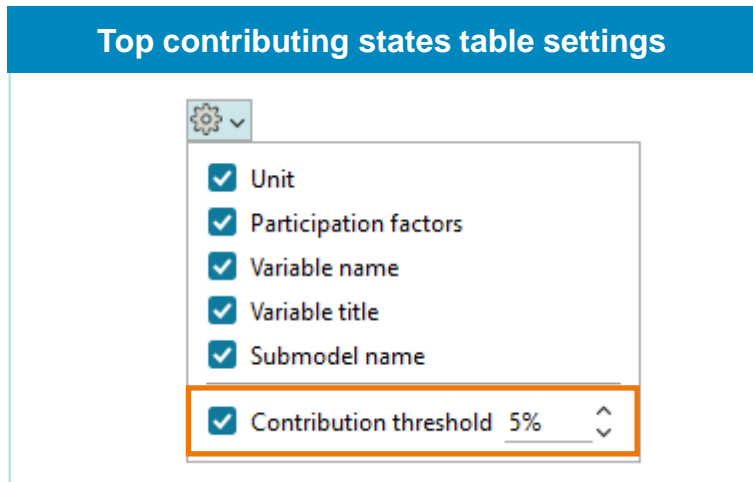 Top contributing states table settings
Unit
Participation factors
Variable name
Variable title
Submodel name
Contribution threshold 5%